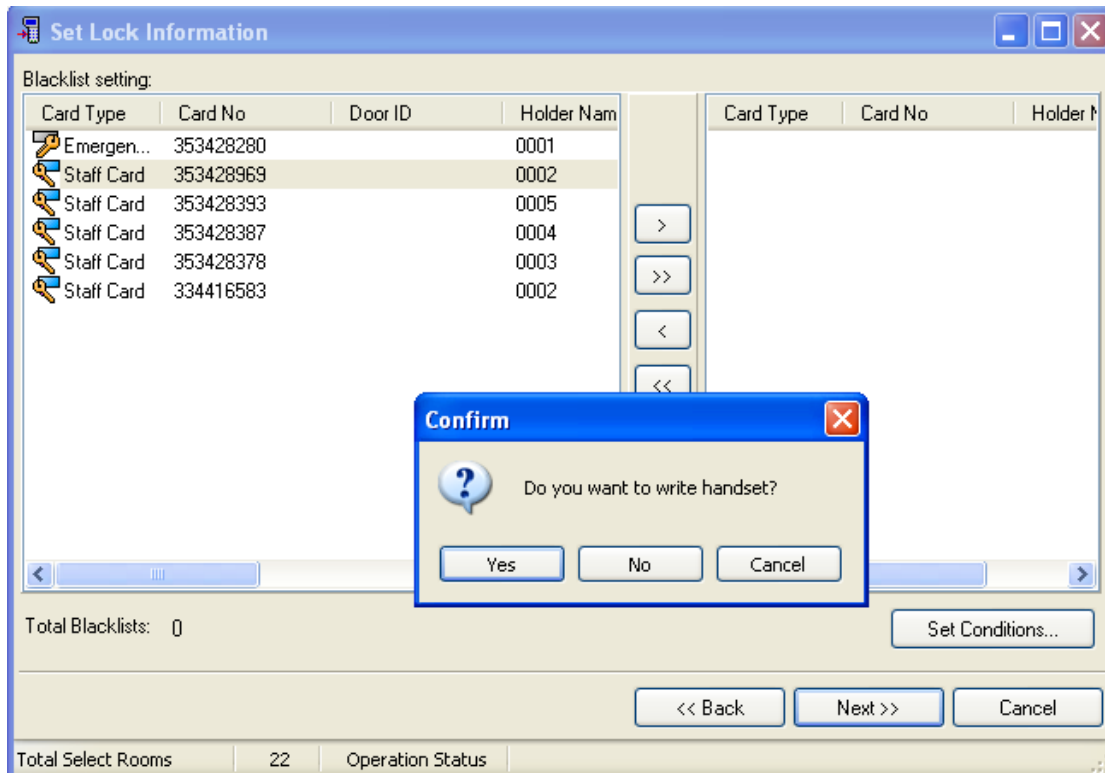 Set Lock Information
Blacklist setting:
Card Type Card No Door ID Holder Nam Card Type Card No Holder N
Emergen... 353428280 0001
Staff Card 353428969 0002
Staff Card 353428393 0005
Staff Card 353428387 0004
Staff Card 353428378 0003
Staff Card 334416583 0002
>
>>
<
<<
Confirm
Do you want to write handset?
Yes No Cancel
Total Blacklists: 0 Set Conditions...
<< Back Next >> Cancel
Total Select Rooms 22 Operation Status